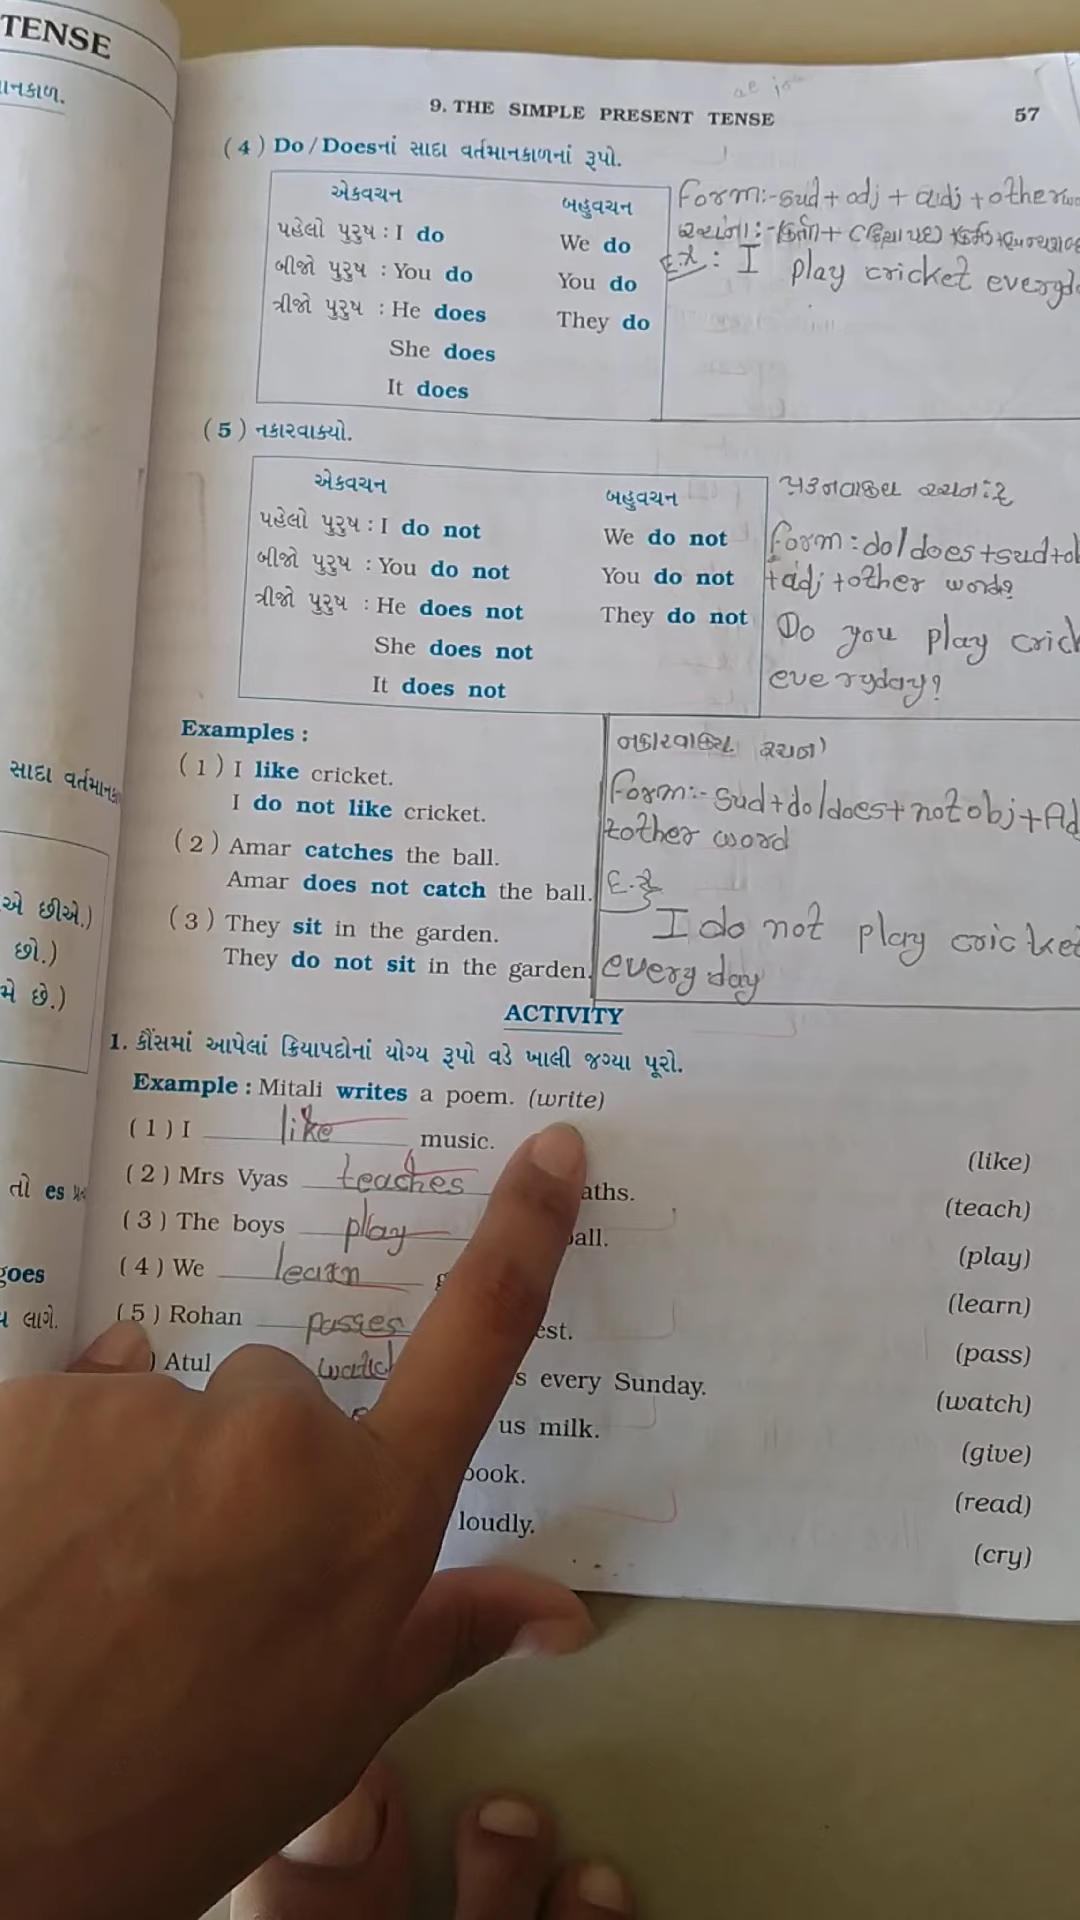 TENSE
9. THE SIMPLE PRESENT TENSE
57
(4) Do/Doesનાં સાદા વર્તમાનકાળનાં રૂપો.
એકવચન બહુવચન
પહેલો પુરુષ : I do We do
બીજો પુરુષ : You do You do
ત્રીજો પુરુષ : He does They do
She does
It does
Form:-sud+odj + adj +
Ex: I play cricket
(5) નકારવાક્યો.
એકવચન બહુવચન
પહેલો પુરુષ : I do not We do not
બીજો પુરુષ : You do not You do not
ત્રીજો પુરુષ : He does not They do not
She does not
It does not
form:do/does+sud+
+adj+other words?
Do you play
everyday?
Examples :
(1) I like cricket.
I do not like cricket.
(2) Amar catches the ball.
Amar does not catch the ball.
(3) They sit in the garden.
They do not sit in the garden.
Form:-sud+do/does+not obj+
+other word
I do not play
every day
સાદા
એ છીએ.)
છો.)
મે છે.)
તો es
goes
લાગે.
ACTIVITY
1. કૌંસમાં આપેલાં ક્રિયાપદોનાં યોગ્ય રૂપો વડે ખાલી જગ્યા પૂરો.
Example : Mitali writes a poem. (write)
(1) I like music. (like)
(2) Mrs Vyas teaches aths. (teach)
(3) The boys play all. (play)
(4) We learn (learn)
(5) Rohan passes est. (pass)
) Atul watch s every Sunday. (watch)
us milk. (give)
book. (read)
loudly. (cry)